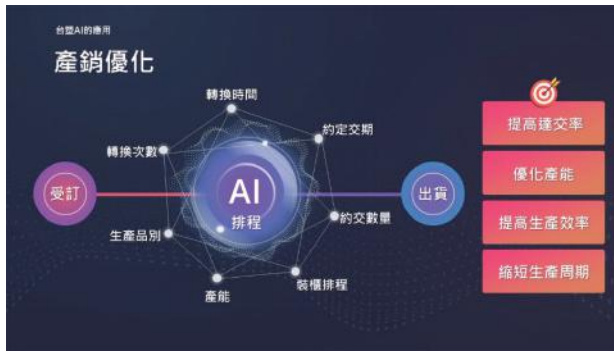 台塑AI的應用
產銷優化
轉換時間
約定交期
轉換次數
受訂
AI
排程
出貨
約交數量
生產品別
裝櫃排程
產能
提高達交率
優化產能
提高生產效率
縮短生產周期